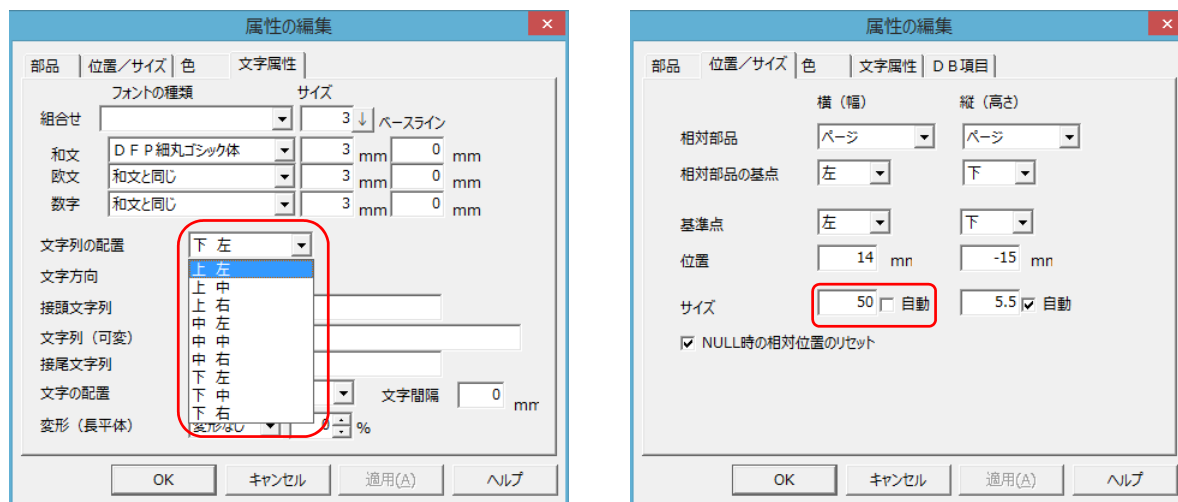 属性の編集
部品 位置／サイズ 色 文字属性
フォントの種類 サイズ
組合せ 3 ↓ ベースライン
和文 ＤＦＰ細丸ゴシック体 3 mm 0 mm
欧文 和文と同じ 3 mm 0 mm
数字 和文と同じ 3 mm 0 mm
文字列の配置 下 左
上 左
文字方向
上 中
接頭文字列 上 右
中 左
文字列（可変） 中 中
接尾文字列 中 右
下 左
文字の配置 下 中 文字間隔 0 mm
下 右
変形（長平体） 変形なし 0 %
OK キャンセル 適用(A) ヘルプ
属性の編集
部品 位置／サイズ 色 文字属性 ＤＢ項目
横（幅） 縦（高さ）
相対部品 ページ ページ
相対部品の基点 左 下
基準点 左 下
位置 14 mm -15 mm
サイズ 50 自動 5.5 自動
NULL時の相対位置のリセット
OK キャンセル 適用(A) ヘルプ